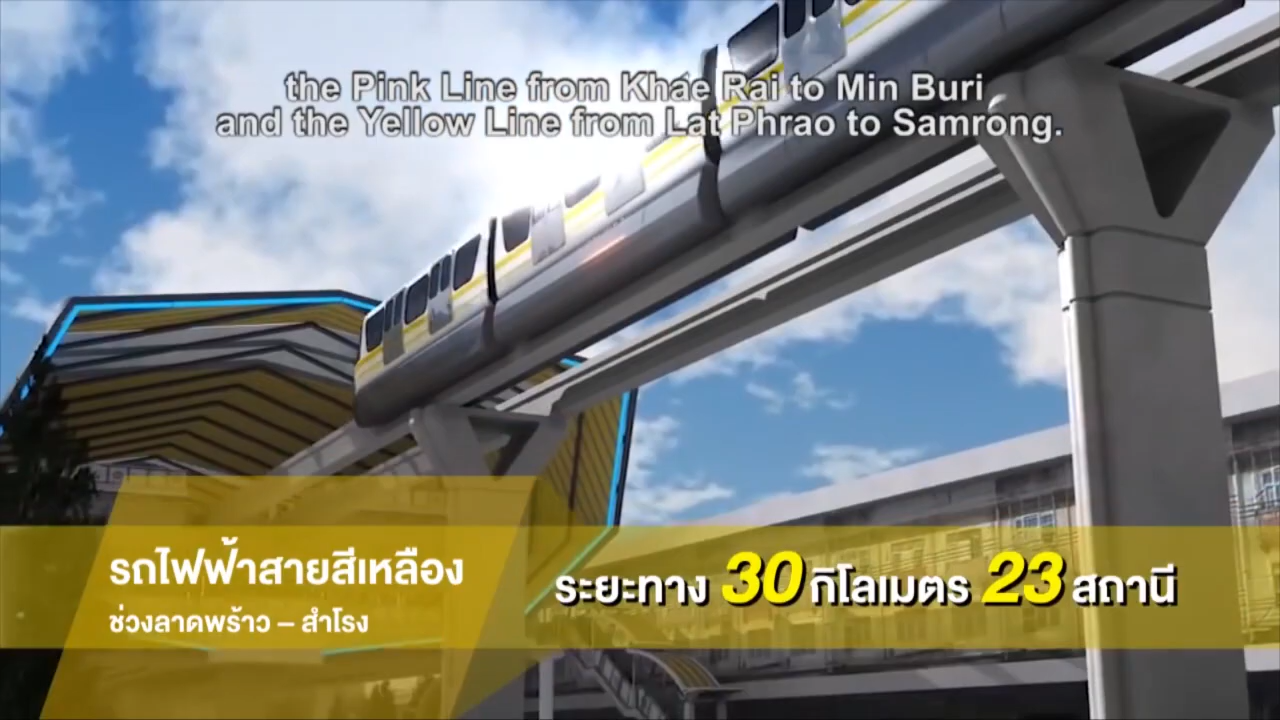 the Pink Line from Khae Rai to Min Buri
and the Yellow Line from Lat Phrao to Samrong.
รถไฟฟ้าสายสีเหลือง
ช่วงลาดพร้าว – สำโรง
ระยะทาง 30 กิโลเมตร 23 สถานี